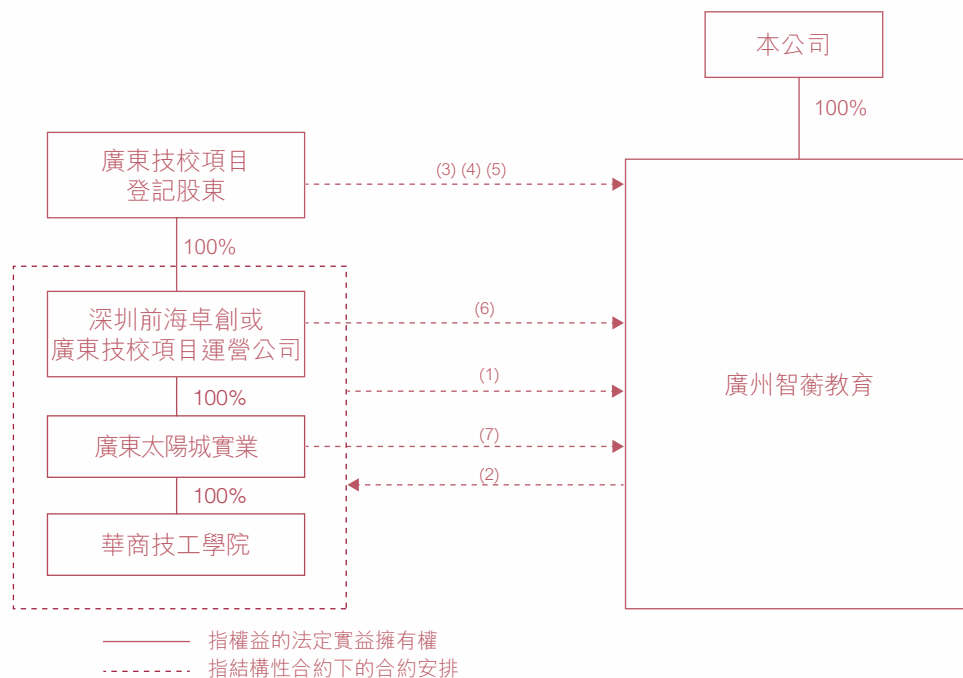 本公司
100%
廣東技校項目
登記股東
(3) (4) (5)
100%
深圳前海卓創或
廣東技校項目運營公司
(6)
(1)
廣州智蘅教育
100%
廣東太陽城實業
(7)
(2)
100%
華商技工學院
指權益的法定實益擁有權
指結構性合約下的合約安排